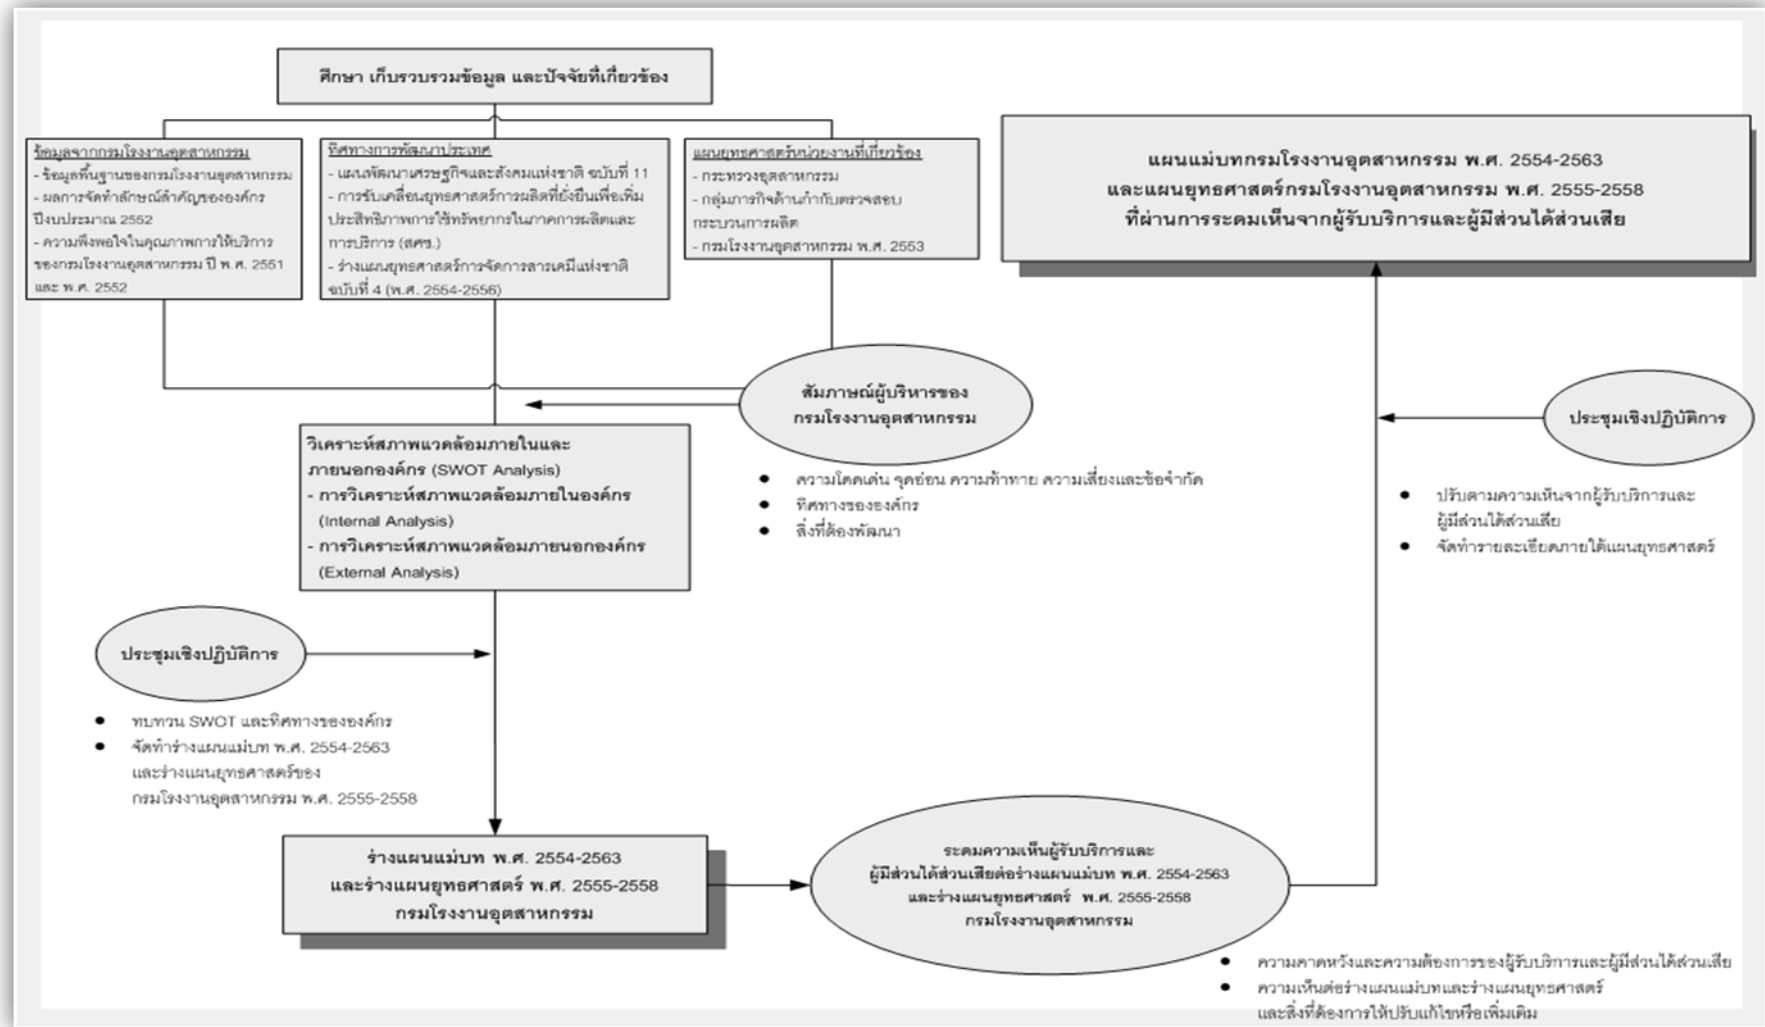 ศึกษา เก็บรวบรวมข้อมูล และปัจจัยที่เกี่ยวข้อง
ข้อมูลจากกรมโรงงานอุตสาหกรรม
- ข้อมูลพื้นฐานของกรมโรงงานอุตสาหกรรม
- ผลการจัดทำลักษณ์สำคัญขององค์กร
ปีงบประมาณ 2552
- ความพึงพอใจในคุณภาพการให้บริการ
ของกรมโรงงานอุตสาหกรรม ปี พ.ศ. 2551
และ พ.ศ. 2552
ทิศทางการพัฒนาประเทศ
- แผนพัฒนาเศรษฐกิจและสังคมแห่งชาติ ฉบับที่ 11
- การขับเคลื่อนยุทธศาสตร์การผลิตที่ยั่งยืนเพื่อเพิ่ม
ประสิทธิภาพการใช้ทรัพยากรในภาคการผลิตและ
การบริการ (สศช.)
- ร่างแผนยุทธศาสตร์การจัดการสารเคมีแห่งชาติ
ฉบับที่ 4 (พ.ศ. 2554-2556)
แผนยุทธศาสตร์หน่วยงานที่เกี่ยวข้อง
- กระทรวงอุตสาหกรรม
- กลุ่มภารกิจด้านกำกับตรวจสอบ
กระบวนการผลิต
- กรมโรงงานอุตสาหกรรม พ.ศ. 2553
แผนแม่บทกรมโรงงานอุตสาหกรรม พ.ศ. 2554-2563
และแผนยุทธศาสตร์กรมโรงงานอุตสาหกรรม พ.ศ. 2555-2558
ที่ผ่านการระดมเห็นจากผู้รับบริการและผู้มีส่วนได้ส่วนเสีย
สัมภาษณ์ผู้บริหารของ
กรมโรงงานอุตสาหกรรม
• ความโดดเด่น จุดอ่อน ความท้าทาย ความเสี่ยงและข้อจำกัด
• ทิศทางขององค์กร
• สิ่งที่ต้องพัฒนา
วิเคราะห์สภาพแวดล้อมภายในและ
ภายนอกองค์กร (SWOT Analysis)
- การวิเคราะห์สภาพแวดล้อมภายในองค์กร
(Internal Analysis)
- การวิเคราะห์สภาพแวดล้อมภายนอกองค์กร
(External Analysis)
ประชุมเชิงปฏิบัติการ
• ปรับตามความเห็นจากผู้รับบริการและ
ผู้มีส่วนได้ส่วนเสีย
• จัดทำรายละเอียดภายใต้แผนยุทธศาสตร์
ประชุมเชิงปฏิบัติการ
• ทบทวน SWOT และทิศทางขององค์กร
• จัดทำร่างแผนแม่บท พ.ศ. 2554-2563
และร่างแผนยุทธศาสตร์ของ
กรมโรงงานอุตสาหกรรม พ.ศ. 2555-2558
ร่างแผนแม่บท พ.ศ. 2554-2563
และร่างแผนยุทธศาสตร์ พ.ศ. 2555-2558
กรมโรงงานอุตสาหกรรม
ระดมความเห็นผู้รับบริการและ
ผู้มีส่วนได้ส่วนเสียต่อร่างแผนแม่บท พ.ศ. 2554-2563
และร่างแผนยุทธศาสตร์ พ.ศ. 2555-2558
กรมโรงงานอุตสาหกรรม
• ความคาดหวังและความต้องการของผู้รับบริการและผู้มีส่วนได้ส่วนเสีย
• ความเห็นต่อร่างแผนแม่บทและร่างแผนยุทธศาสตร์
และสิ่งที่ต้องการให้ปรับแก้ไขหรือเพิ่มเติม